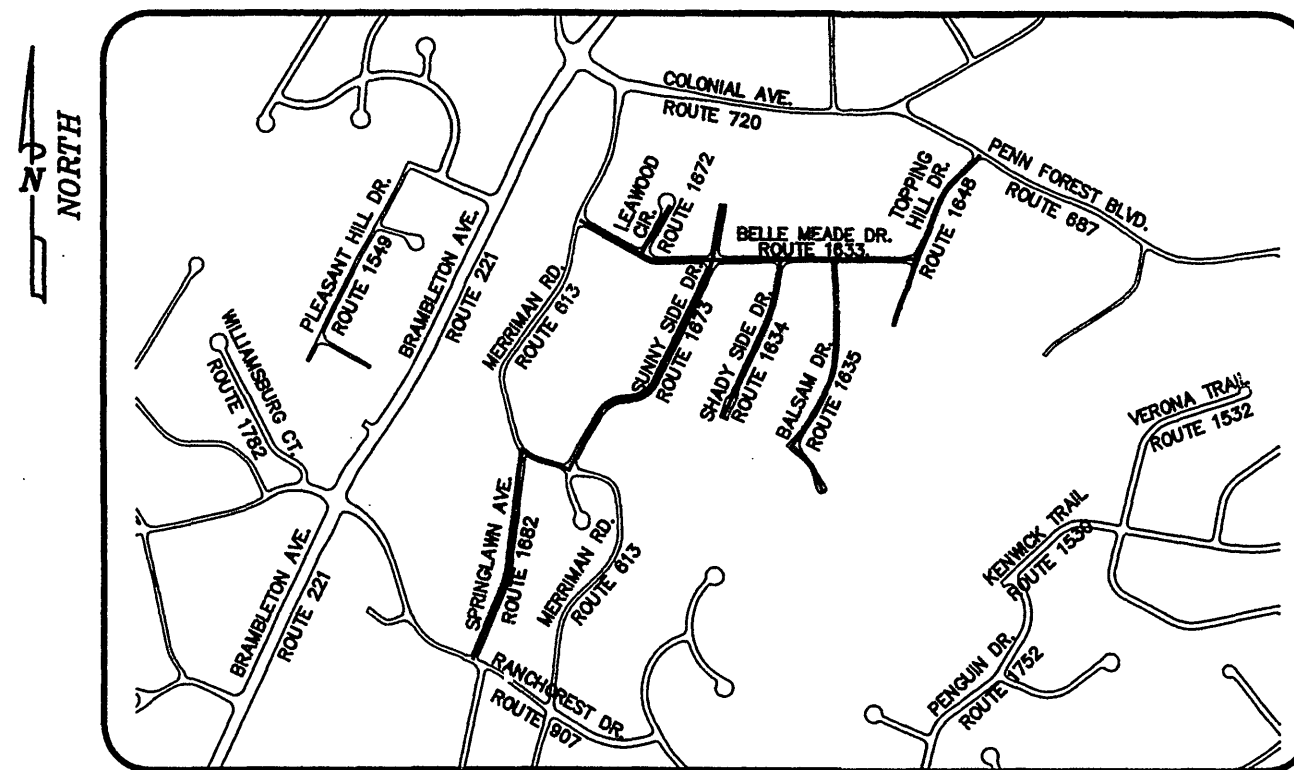 N
NORTH
COLONIAL AVE.
ROUTE 720
PENN FOREST BLVD.
ROUTE 687
TOPPING
HILL DR.
ROUTE 1648
LEAWOOD
CIR.
ROUTE 1672
BELLE MEADE DR.
ROUTE 1633
PLEASANT HILL DR.
ROUTE 1549
BRAMBLETON AVE.
ROUTE 221
MERRIMAN RD.
ROUTE 613
SUNNY SIDE DR.
ROUTE 1673
SHADY SIDE DR.
ROUTE 1634
BALSAM DR.
ROUTE 1635
WILLIAMSBURG CT.
ROUTE 1782
VERONA TRAIL
ROUTE 1532
KENWICK TRAIL
ROUTE 1530
SPRINGLAWN AVE.
ROUTE 1682
MERRIMAN RD.
ROUTE 613
BRAMBLETON AVE.
ROUTE 221
RANCHCREST DR.
ROUTE 907
PENGUIN DR.
ROUTE 1752